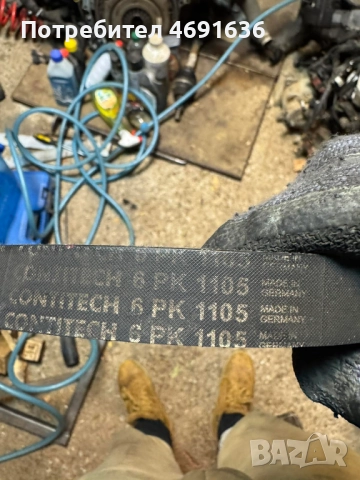 Потребител 4691636
CONTITECH
CONTITECH 6 PK 1105 MADE IN GERMANY
CONTITECH 6 PK 1105 MADE IN GERMANY
CONTITECH 6 PK 1105 MADE IN GERMANY
BAZAR